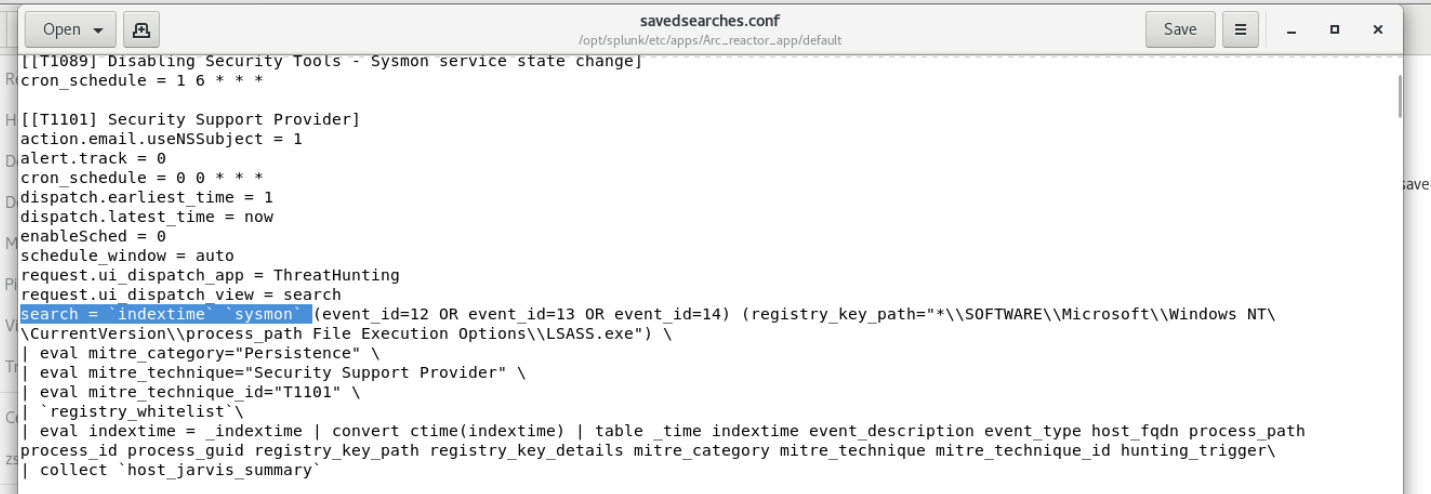 Open
savedsearches.conf
/opt/splunk/etc/apps/Arc_reactor_app/default
Save
[[T1089] Disabling Security Tools - Sysmon service state change]
cron_schedule = 1 6 * * *
[[T1101] Security Support Provider]
action.email.useNSSubject = 1
alert.track = 0
cron_schedule = 0 0 * * *
dispatch.earliest_time = 1
dispatch.latest_time = now
enableSched = 0
schedule_window = auto
request.ui_dispatch_app = ThreatHunting
request.ui_dispatch_view = search
search = `indextime` `sysmon` (event_id=12 OR event_id=13 OR event_id=14) (registry_key_path="*\\SOFTWARE\\Microsoft\\Windows NT\
\CurrentVersion\\process_path File Execution Options\\LSASS.exe") \
| eval mitre_category="Persistence" \
| eval mitre_technique="Security Support Provider" \
| eval mitre_technique_id="T1101" \
| `registry_whitelist`\
| eval indextime = _indextime | convert ctime(indextime) | table _time indextime event_description event_type host_fqdn process_path
process_id process_guid registry_key_path registry_key_details mitre_category mitre_technique mitre_technique_id hunting_trigger\
| collect `host_jarvis_summary`